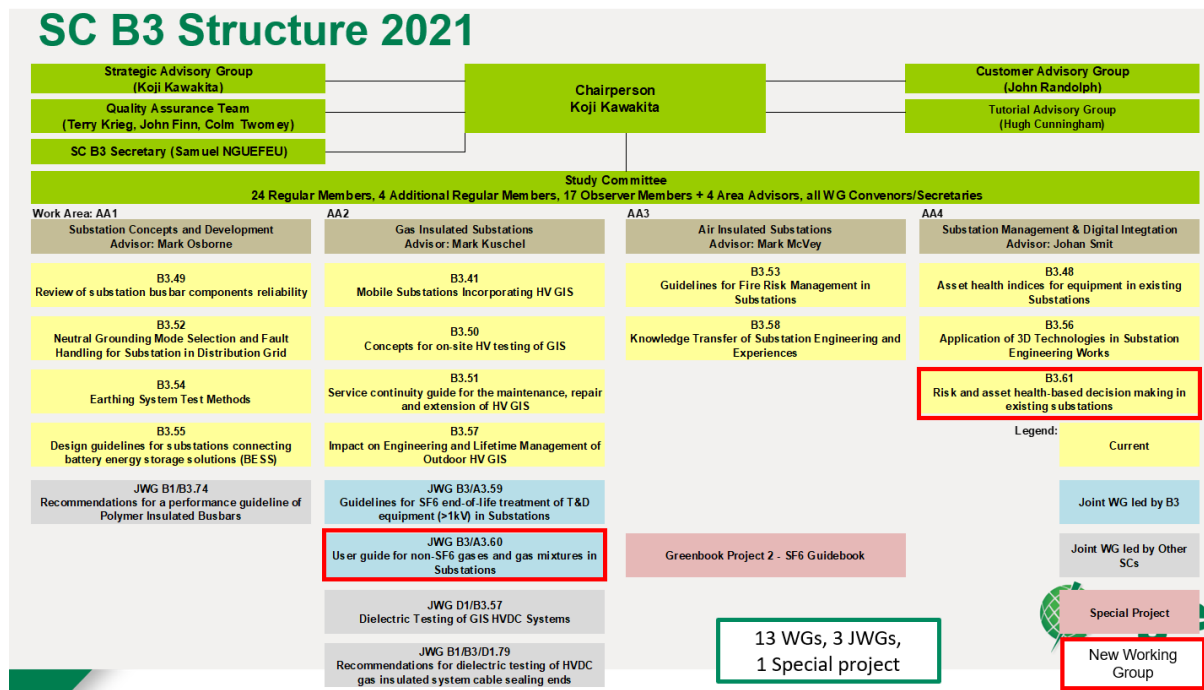 SC B3 Structure 2021
Strategic Advisory Group
(Koji Kawakita)
Quality Assurance Team
(Terry Krieg, John Finn, Colm Twomey)
SC B3 Secretary (Samuel NGUEFEU)
Chairperson
Koji Kawakita
Customer Advisory Group
(John Randolph)
Tutorial Advisory Group
(Hugh Cunningham)
Study Committee
24 Regular Members, 4 Additional Regular Members, 17 Observer Members + 4 Area Advisors, all WG Convenors/Secretaries
Work Area: AA1
Substation Concepts and Development
Advisor: Mark Osborne
B3.49
Review of substation busbar components reliability
B3.52
Neutral Grounding Mode Selection and Fault
Handling for Substation in Distribution Grid
B3.54
Earthing System Test Methods
B3.55
Design guidelines for substations connecting
battery energy storage solutions (BESS)
JWG B1/B3.74
Recommendations for a performance guideline of
Polymer Insulated Busbars
AA2
Gas Insulated Substations
Advisor: Mark Kuschel
B3.41
Mobile Substations Incorporating HV GIS
B3.50
Concepts for on-site HV testing of GIS
B3.51
Service continuity guide for the maintenance, repair
and extension of HV GIS
B3.57
Impact on Engineering and Lifetime Management of
Outdoor HV GIS
JWG B3/A3.59
Guidelines for SF6 end-of-life treatment of T&D
equipment (>1kV) in Substations
JWG B3/A3.60
User guide for non-SF6 gases and gas mixtures in
Substations
JWG D1/B3.57
Dielectric Testing of GIS HVDC Systems
JWG B1/B3/D1.79
Recommendations for dielectric testing of HVDC
gas insulated system cable sealing ends
AA3
Air Insulated Substations
Advisor: Mark McVey
B3.53
Guidelines for Fire Risk Management in
Substations
B3.58
Knowledge Transfer of Substation Engineering and
Experiences
Greenbook Project 2 - SF6 Guidebook
13 WGs, 3 JWGs,
1 Special project
AA4
Substation Management & Digital Integtation
Advisor: Johan Smit
B3.48
Asset health indices for equipment in existing
Substations
B3.56
Application of 3D Technologies in Substation
Engineering Works
B3.61
Risk and asset health-based decision making in
existing substations
Legend:
Current
Joint WG led by B3
Joint WG led by Other
SCs
Special Project
New Working
Group